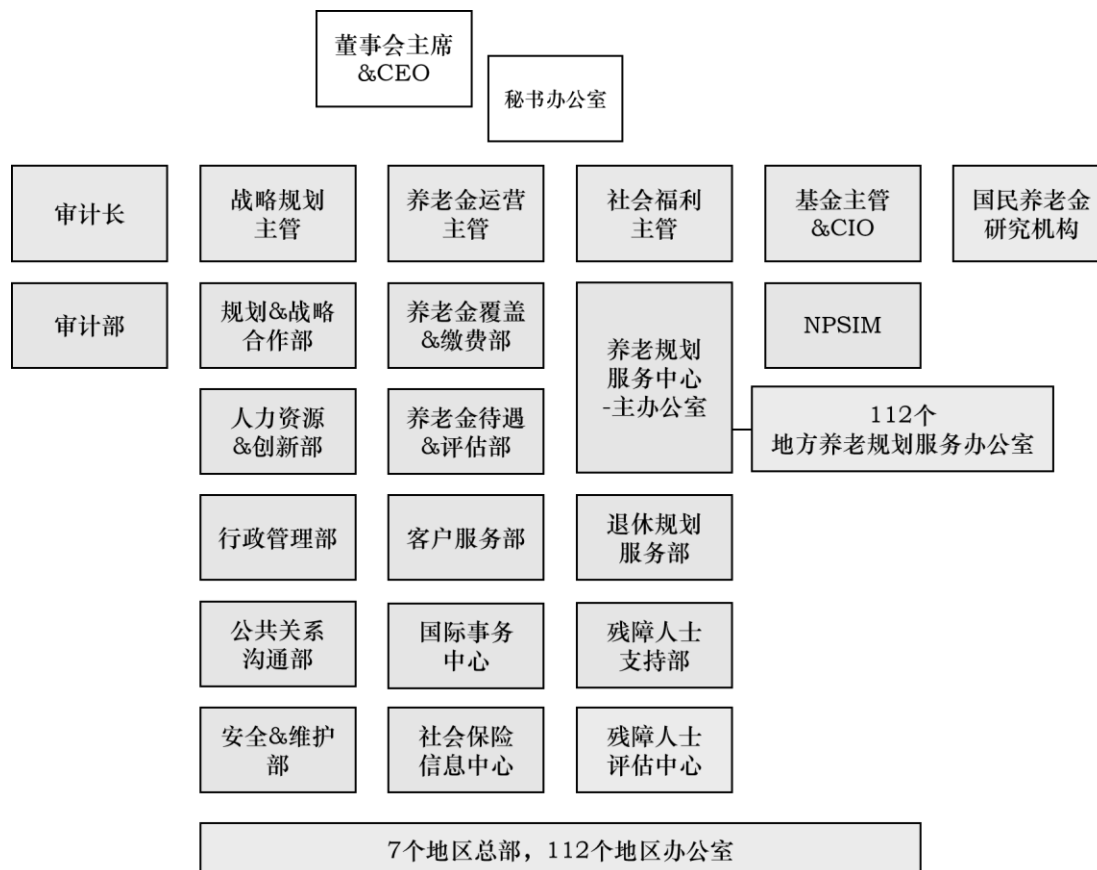 董事会主席
&CEO
秘书办公室
审计长
战略规划
主管
养老金运营
主管
社会福利
主管
基金主管
&CIO
国民养老金
研究机构
审计部
规划&战略
合作部
养老金覆盖
&缴费部
养老规划
服务中心
-主办公室
NPSIM
112个
地方养老规划服务办公室
人力资源
&创新部
养老金待遇
&评估部
行政管理部
客户服务部
退休规划
服务部
公共关系
沟通部
国际事务
中心
残障人士
支持部
安全&维护
部
社会保险
信息中心
残障人士
评估中心
7个地区总部，112个地区办公室